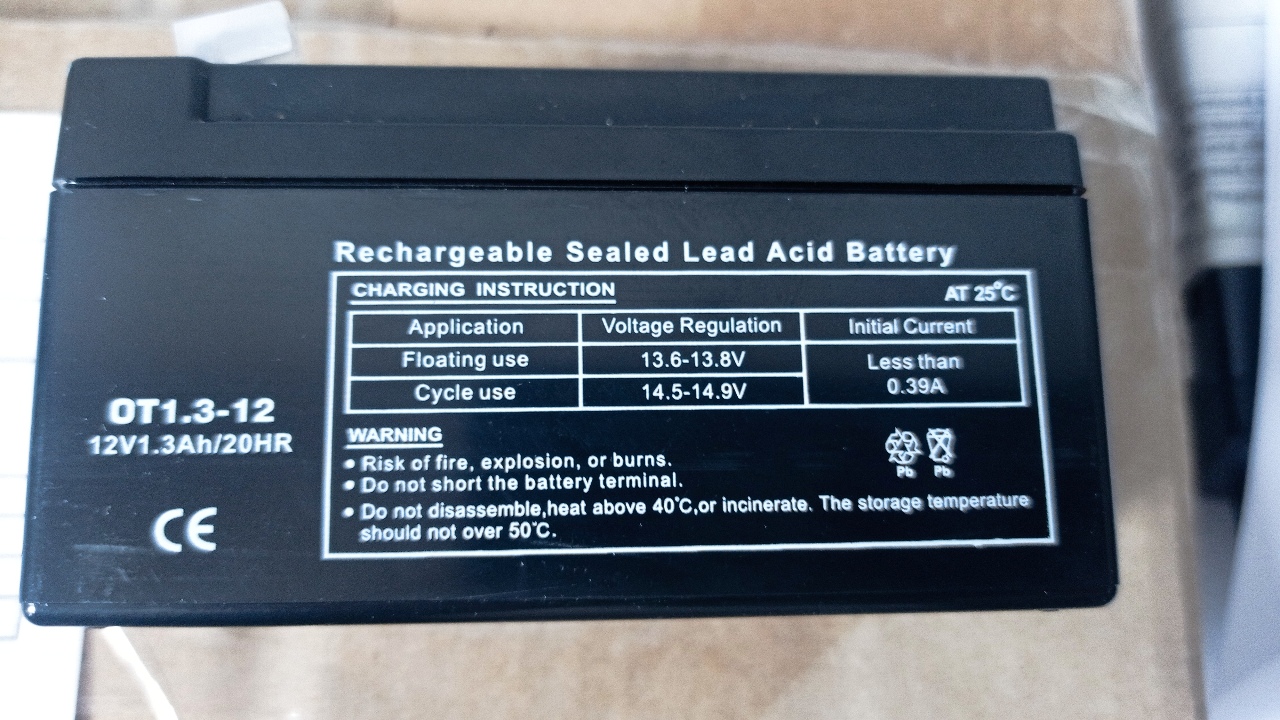 Rechargeable Sealed Lead Acid Battery
CHARGING INSTRUCTION AT 25°C
Application Voltage Regulation Initial Current
Floating use 13.6-13.8V Less than 0.39A
Cycle use 14.5-14.9V
OT1.3-12
12V1.3Ah/20HR
CE
WARNING
• Risk of fire, explosion, or burns.
• Do not short the battery terminal.
• Do not disassemble,heat above 40°C,or incinerate. The storage temperature
should not over 50°C.
Pb Pb